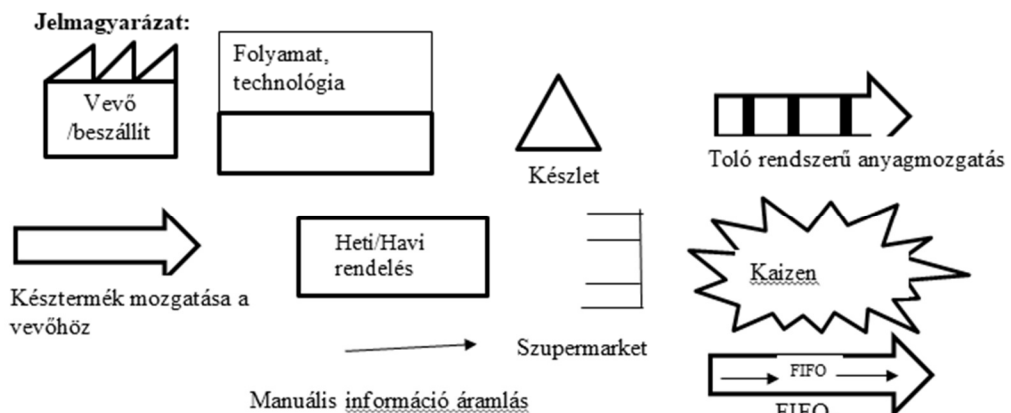 Jelmagyarázat:
Vevő
/beszállít
Folyamat,
technológia
Készlet
Toló rendszerű anyagmozgatás
Késztermék mozgatása a
vevőhöz
Heti/Havi
rendelés
Szupermarket
Kaizen
Manuális információ áramlás
FIFO
FIFO